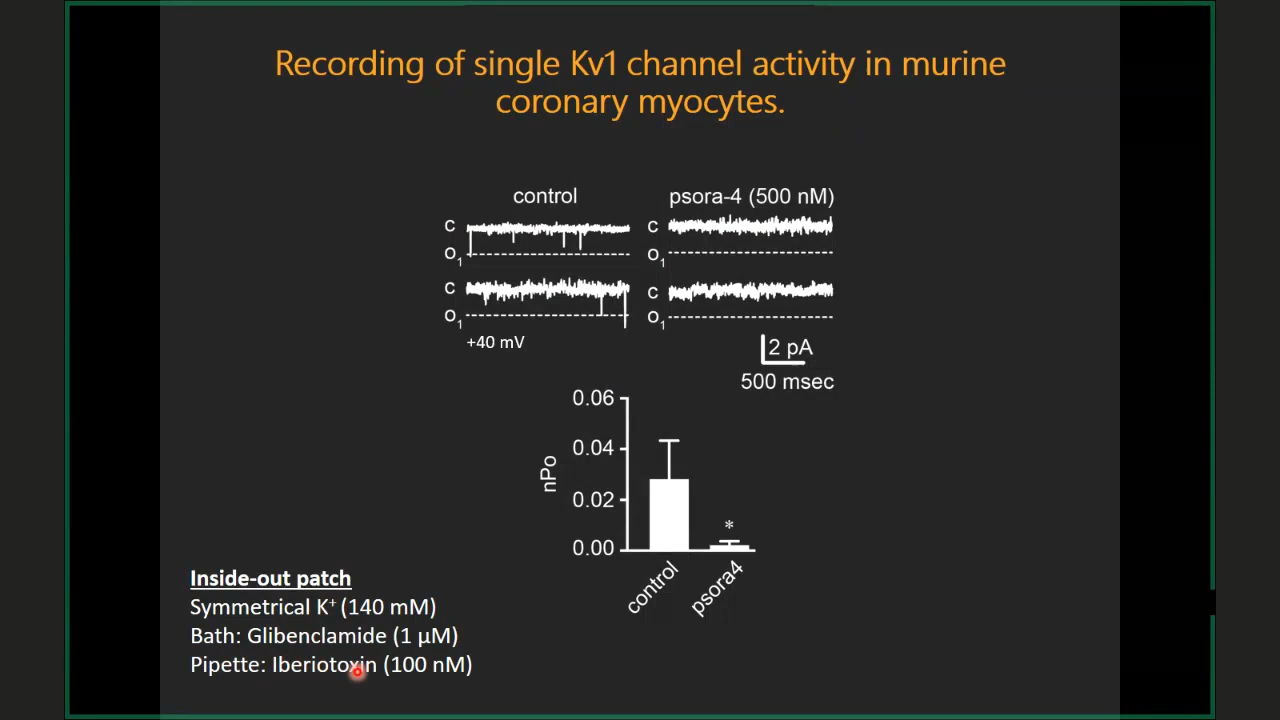 Recording of single Kv1 channel activity in murine
coronary myocytes.
control
psora-4 (500 nM)
C
O1
C
O1
C
O1
C
O1
+40 mV
2 pA
500 msec
0.06
0.04
0.02
0.00
nPo
*
control
psora4
Inside-out patch
Symmetrical K⁺ (140 mM)
Bath: Glibenclamide (1 µM)
Pipette: Iberiotoxin (100 nM)